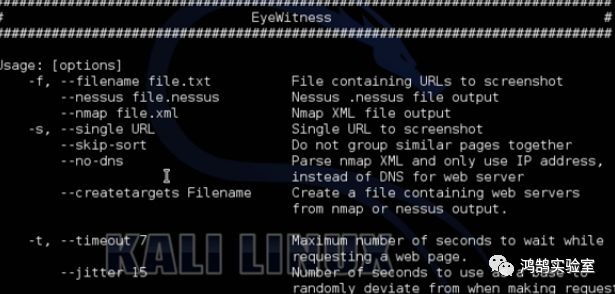 ################################################################
# EyeWitness #
################################################################
Usage: [options]
-f, --filename file.txt File containing URLs to screenshot
--nessus file.nessus Nessus .nessus file output
--nmap file.xml Nmap XML file output
-s, --single URL Single URL to screenshot
--skip-sort Do not group similar pages together
--no-dns Parse nmap XML and only use IP address,
instead of DNS for web server
--createtargets Filename Create a file containing web servers
from nmap or nessus output.
-t, --timeout 7 Maximum number of seconds to wait while
requesting a web page.
--jitter 15 Number of seconds to use as a base to
randomly deviate from when making reques
KALI LINUX
鸿鹄实验室